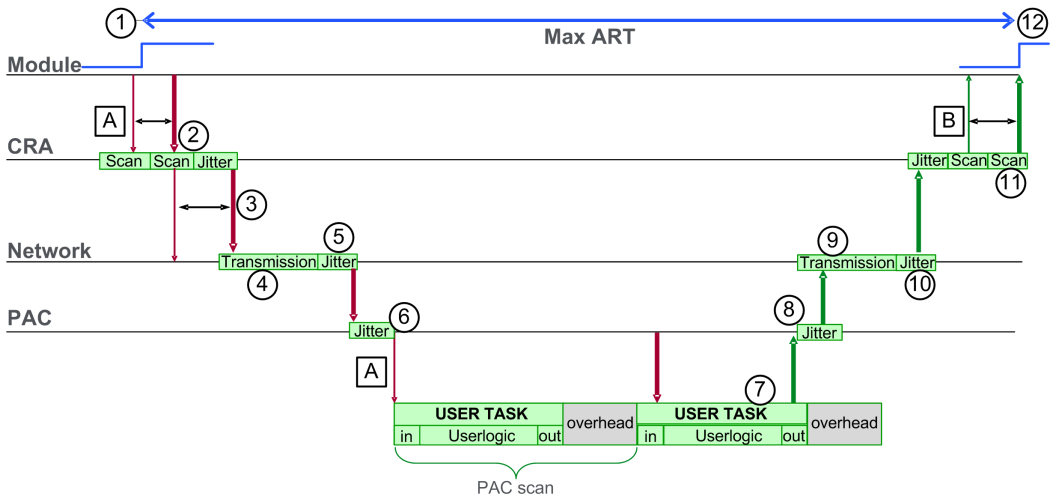 1
12
Max ART
Module
A
2
B
CRA
Scan Scan Jitter
Jitter Scan Scan
3
11
5
9
Network
Transmission Jitter
Transmission Jitter
4
10
PAC
6
8
Jitter
Jitter
A
7
USER TASK
overhead
USER TASK
overhead
in Userlogic out
in Userlogic out
PAC scan